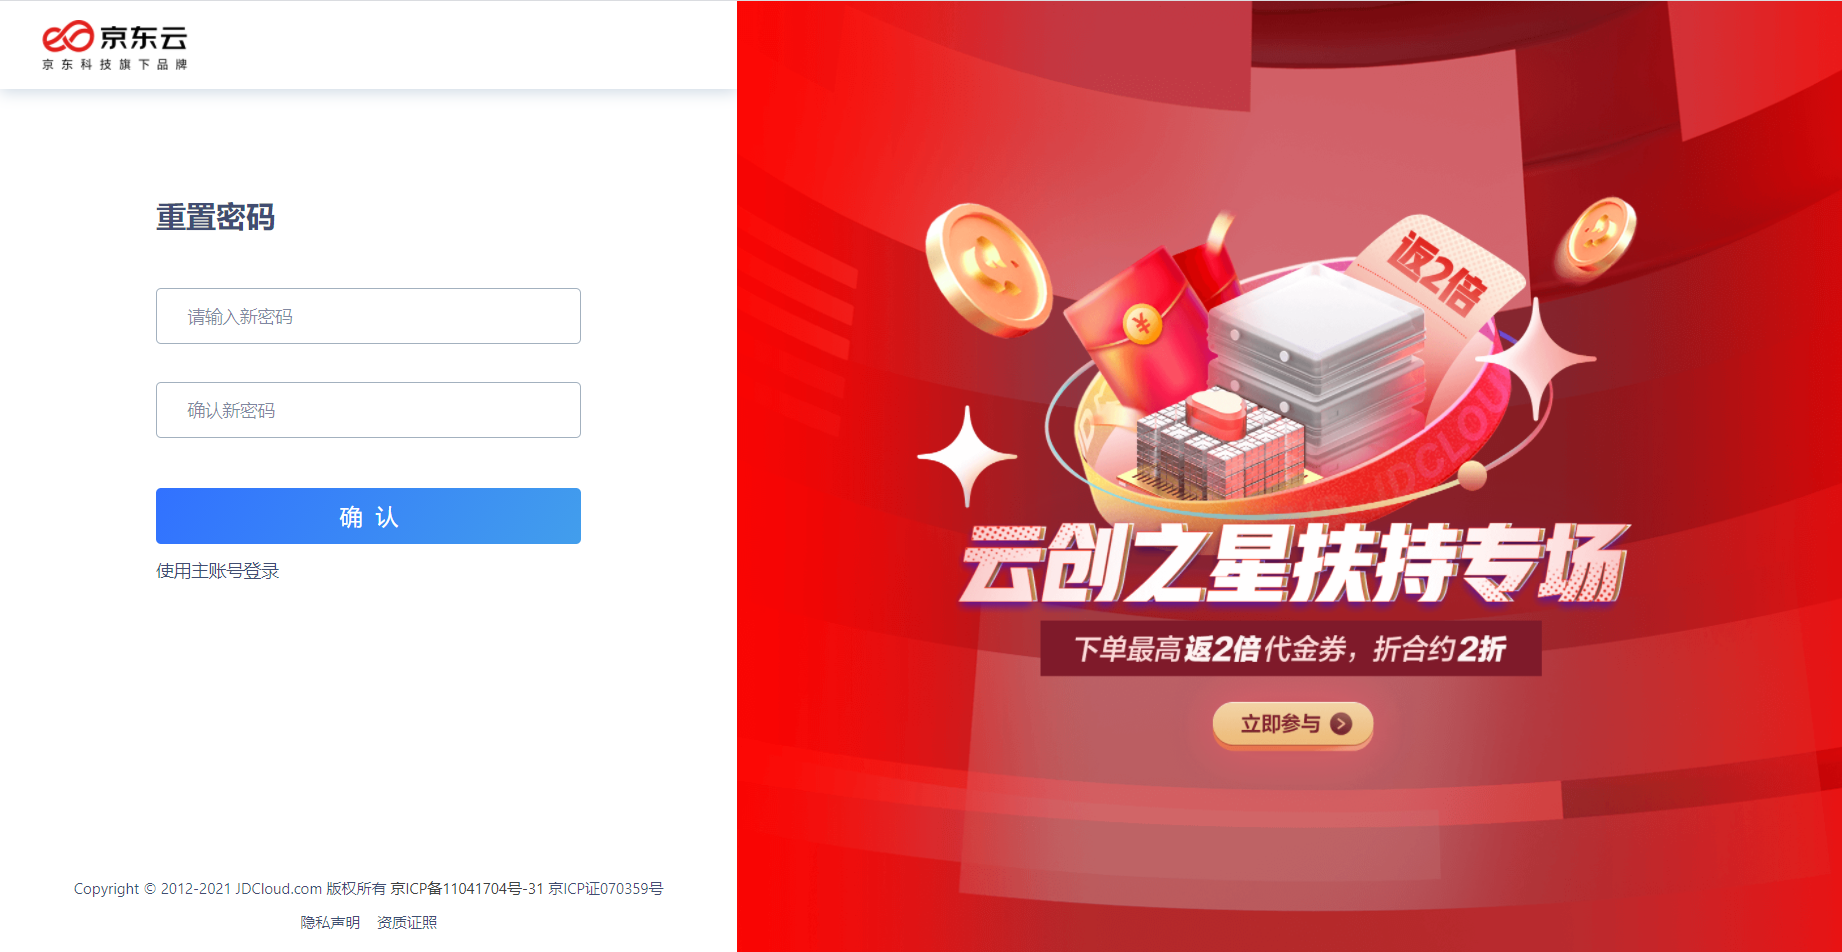 京东云
京东科技旗下品牌
重置密码
请输入新密码
确认新密码
确 认
使用主账号登录
Copyright © 2012-2021 JDCloud.com 版权所有 京ICP备11041704号-31 京ICP证070359号
隐私声明 资质证照
返2倍
¥
JDCLOUD
云创之星扶持专场
下单最高返2倍代金券，折合约2折
立即参与